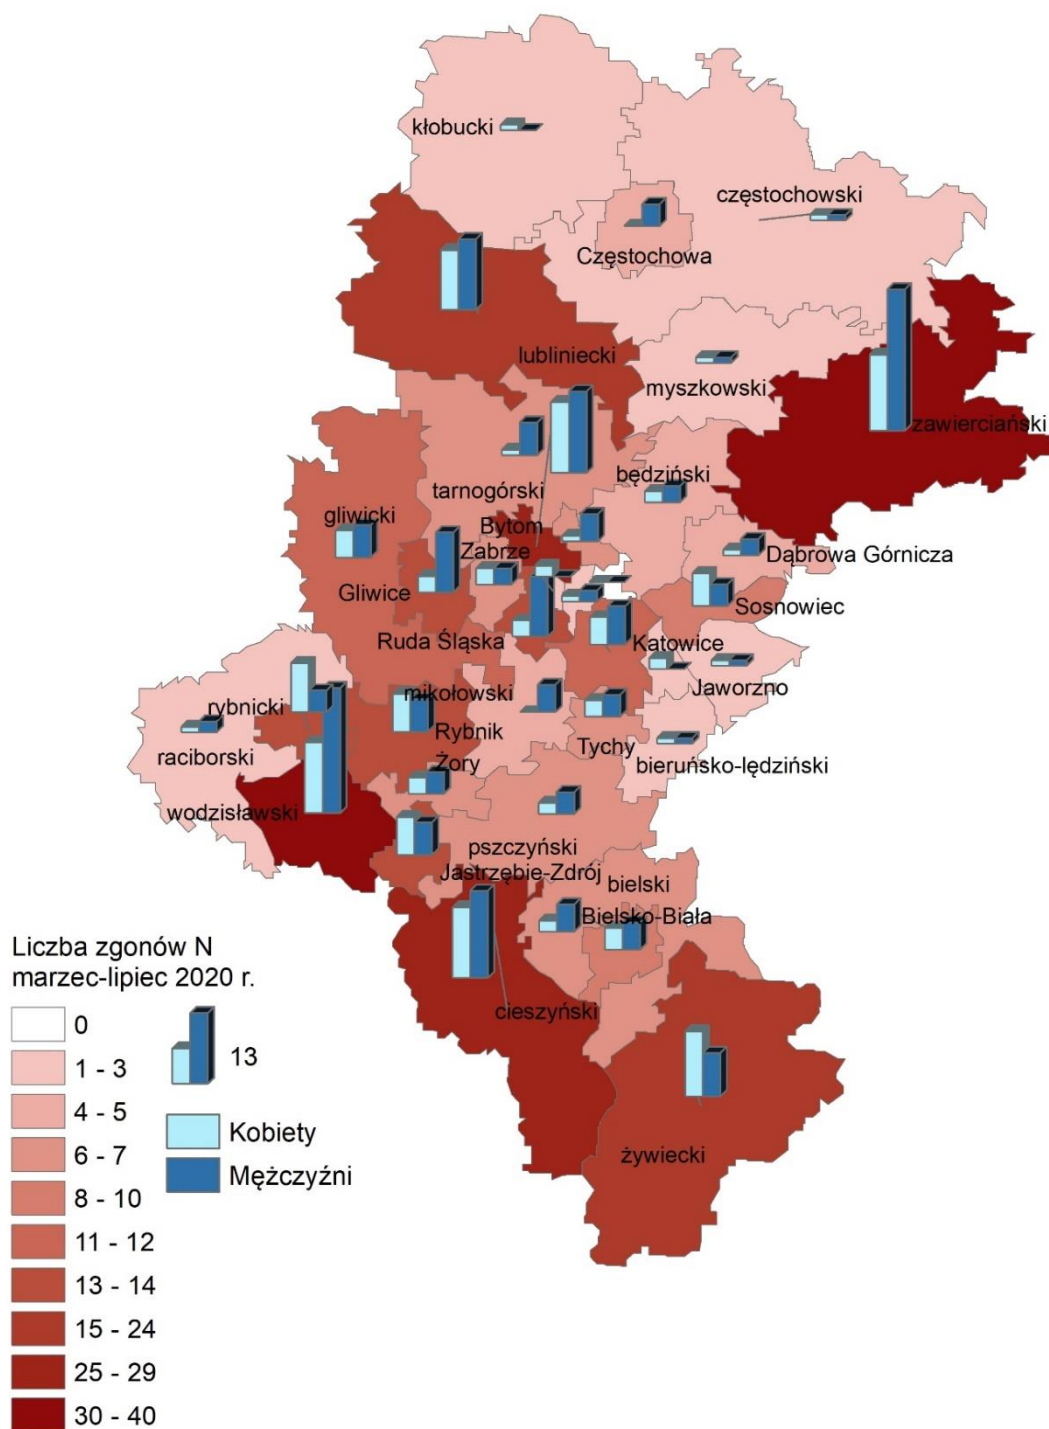 kłobucki
częstochowski
Częstochowa
lubliniecki
myszkowski
zawierciański
będziński
tarnogórski
gliwicki
Bytom
Zabrze
Dąbrowa Górnicza
Gliwice
Sosnowiec
Ruda Śląska
Katowice
mikołowski
Jaworzno
rybnicki
Rybnik
Tychy
raciborski
bieruńsko-lędziński
Żory
wodzisławski
pszczyński
Jastrzębie-Zdrój
bielski
Bielsko-Biała
cieszyński
żywiecki
Liczba zgonów N
marzec-lipiec 2020 r.
0
1 - 3
4 - 5
6 - 7
8 - 10
11 - 12
13 - 14
15 - 24
25 - 29
30 - 40
13
Kobiety
Mężczyźni